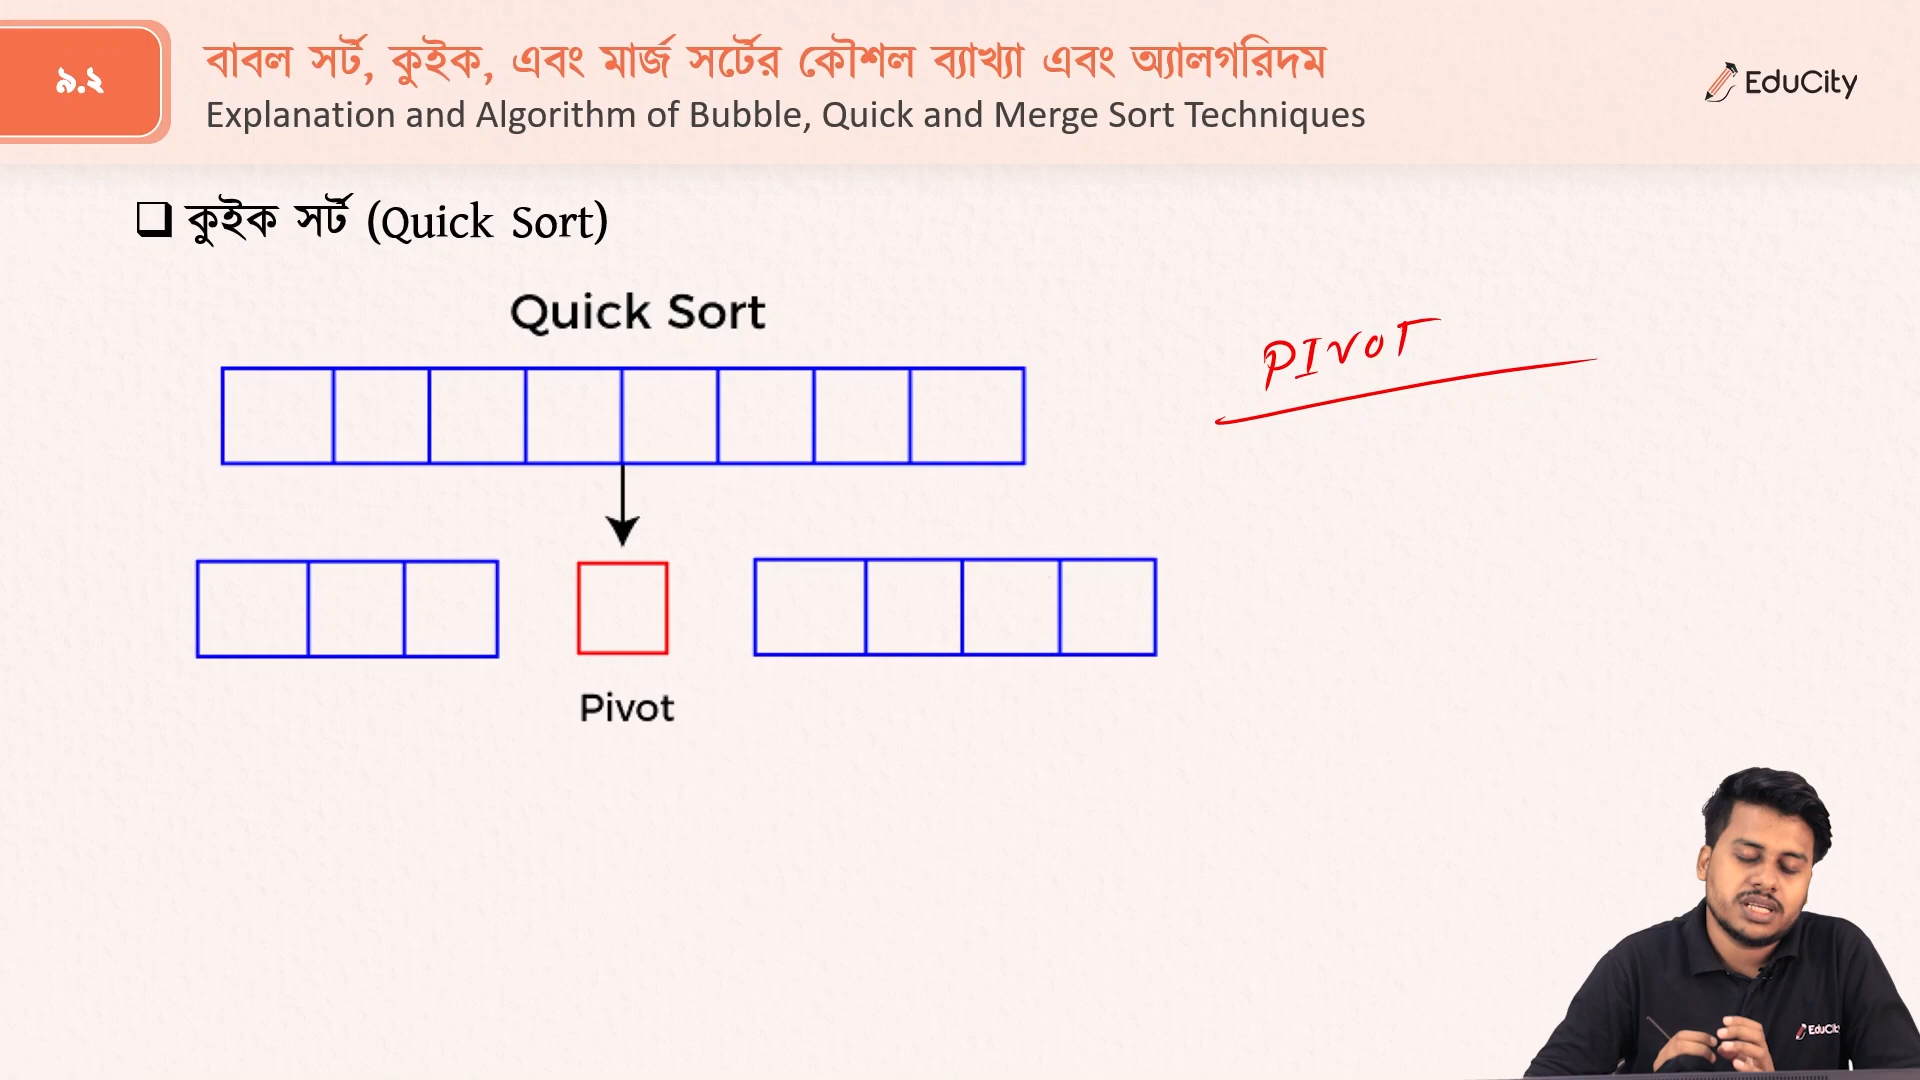 ৯.২
বাবল সর্ট, কুইক, এবং মার্জ সর্টের কৌশল ব্যাখ্যা এবং অ্যালগরিদম
Explanation and Algorithm of Bubble, Quick and Merge Sort Techniques
EduCity
কুইক সর্ট (Quick Sort)
Quick Sort
PIVOT
Pivot
EduCity